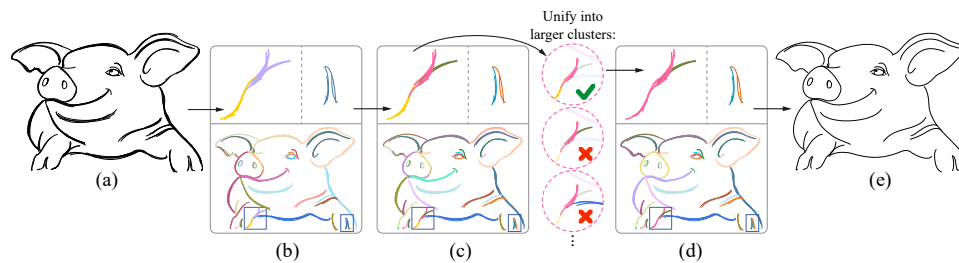 Unify into
larger clusters:
(a)
(b)
(c)
⋮
(d)
(e)